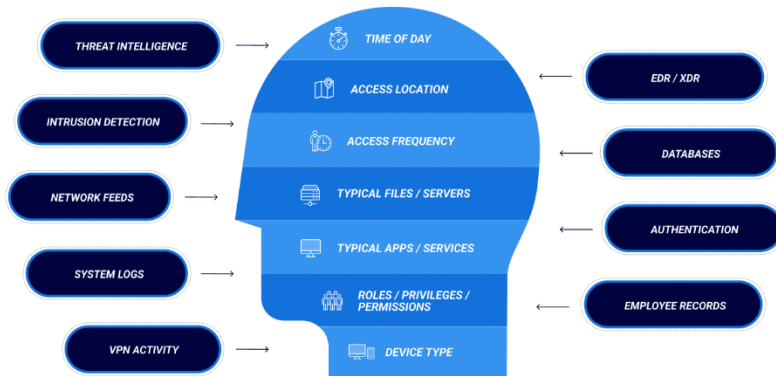 THREAT INTELLIGENCE
INTRUSION DETECTION
NETWORK FEEDS
SYSTEM LOGS
VPN ACTIVITY
TIME OF DAY
ACCESS LOCATION
ACCESS FREQUENCY
TYPICAL FILES / SERVERS
TYPICAL APPS / SERVICES
ROLES / PRIVILEGES /
PERMISSIONS
DEVICE TYPE
EDR / XDR
DATABASES
AUTHENTICATION
EMPLOYEE RECORDS